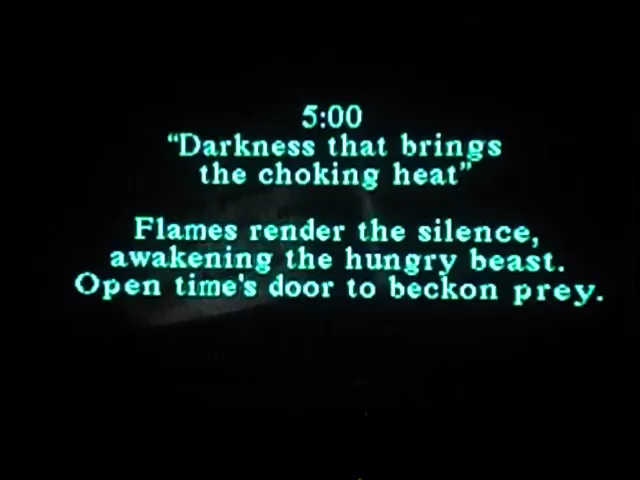 5:00
“Darkness that brings
the choking heat”
Flames render the silence,
awakening the hungry beast.
Open time's door to beckon prey.